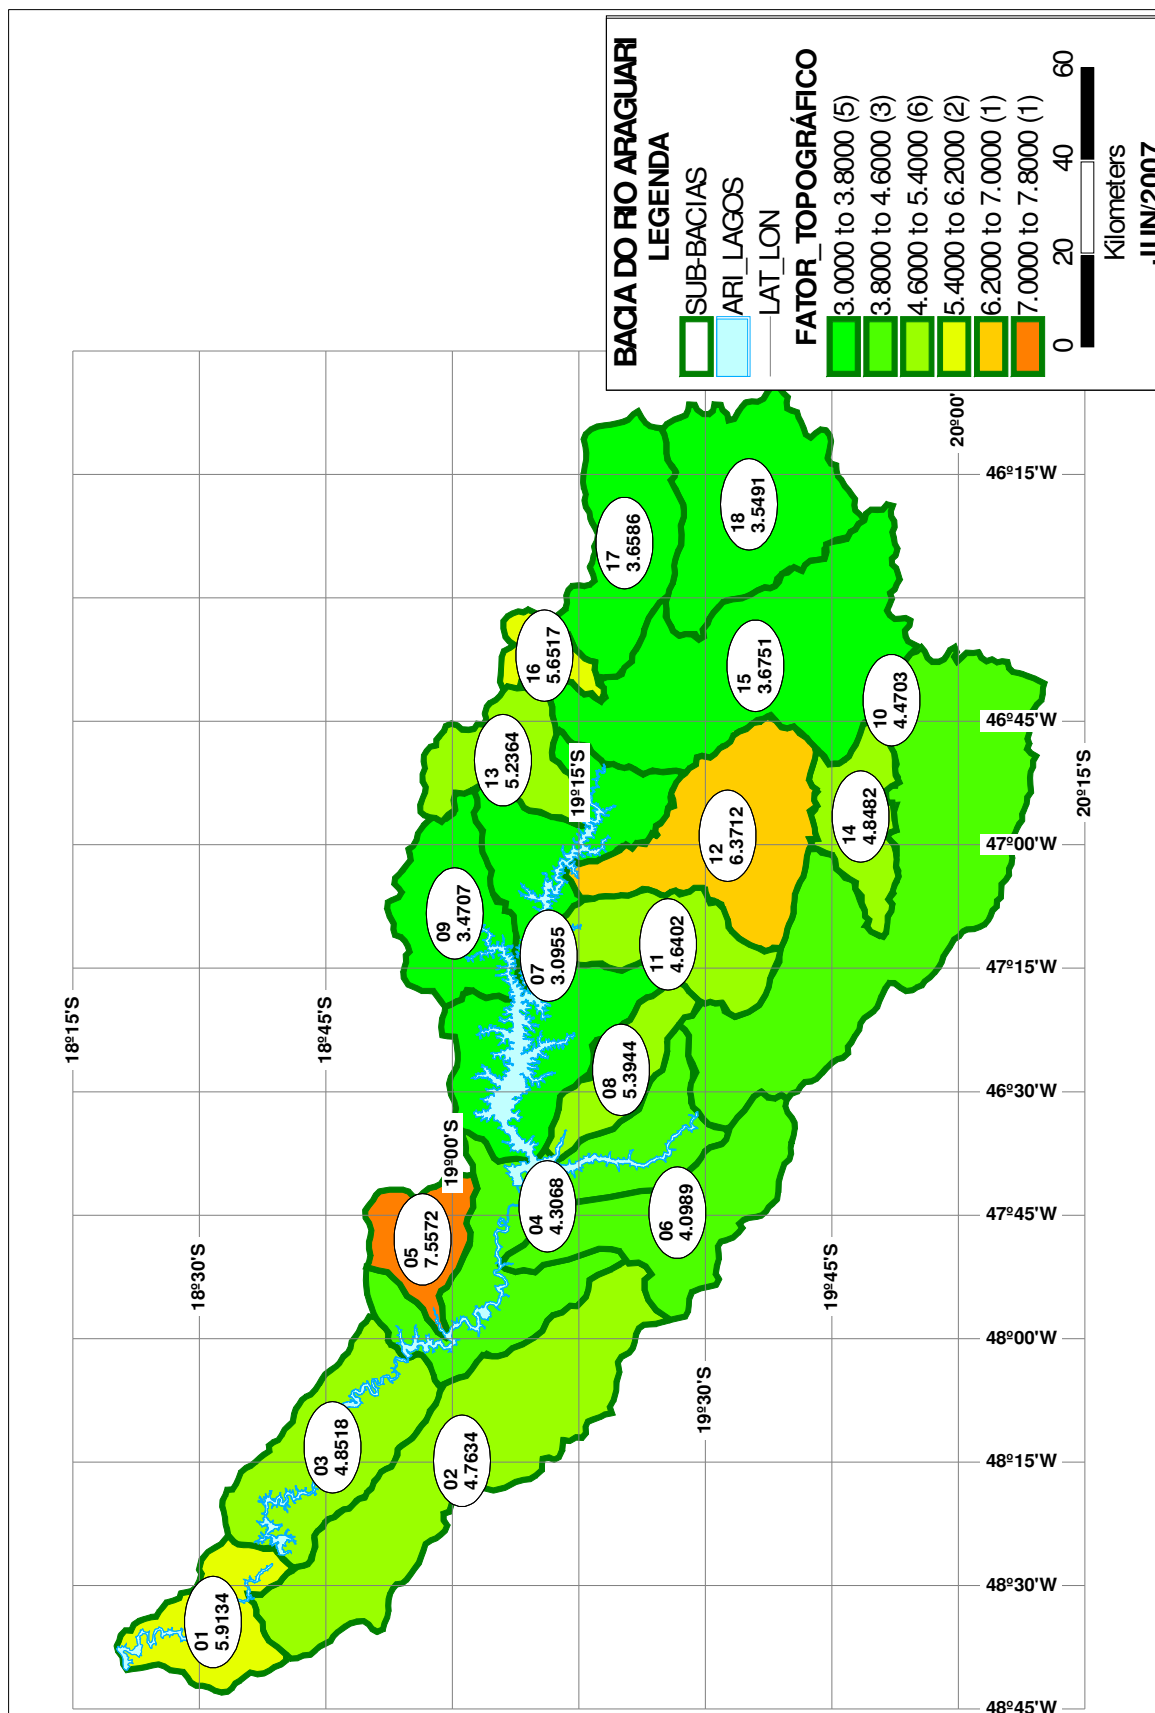 BACIA DO RIO ARAGUARI
LEGENDA
SUB-BACIAS
ARI_LAGOS
LAT_LON
FATOR_TOPOGRÁFICO
3.0000 to 3.8000 (5)
3.8000 to 4.6000 (3)
4.6000 to 5.4000 (6)
5.4000 to 6.2000 (2)
6.2000 to 7.0000 (1)
7.0000 to 7.8000 (1)
0 20 40 60
Kilometers
JUN/2007
18º15'S
18º30'S
18º45'S
19º00'S
19º15'S
19º30'S
19º45'S
20º00'
20º15'S
48º45'W
48º30'W
48º15'W
48º00'W
47º45'W
46º30'W
47º15'W
47º00'W
46º45'W
46º15'W
01
5.9134
02
4.7634
03
4.8518
04
4.3068
05
7.5572
06
4.0989
07
3.0955
08
5.3944
09
3.4707
10
4.4703
11
4.6402
12
6.3712
13
5.2364
14
4.8482
15
3.6751
16
5.6517
17
3.6586
18
3.5491